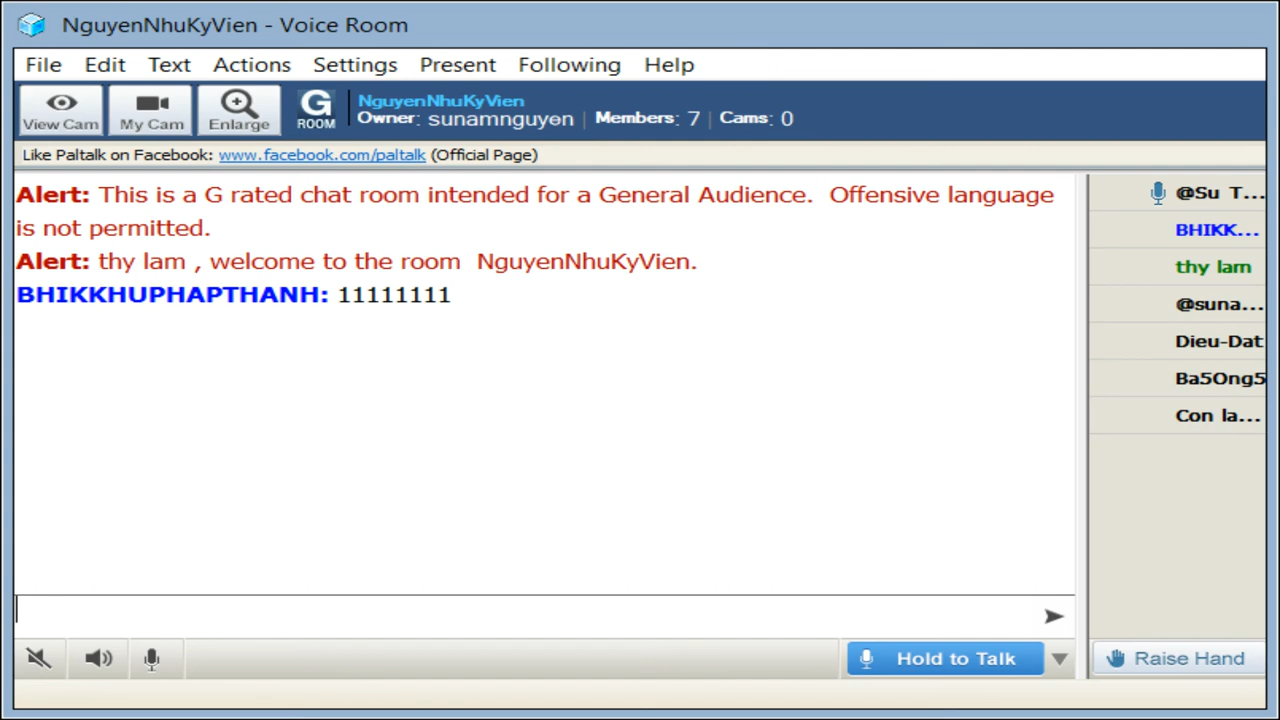 NguyenNhuKyVien - Voice Room
File Edit Text Actions Settings Present Following Help
View Cam My Cam Enlarge G ROOM
NguyenNhuKyVien
Owner: sunamnguyen | Members: 7 | Cams: 0
Like Paltalk on Facebook: www.facebook.com/paltalk (Official Page)
Alert: This is a G rated chat room intended for a General Audience. Offensive language
is not permitted.
Alert: thy lam , welcome to the room NguyenNhuKyVien.
BHIKKHUPHAPTHANH: 11111111
@Su T...
BHIKK...
thy lam
@suna...
Dieu-Dat
Ba5Ong5
Con la...
Hold to Talk
Raise Hand